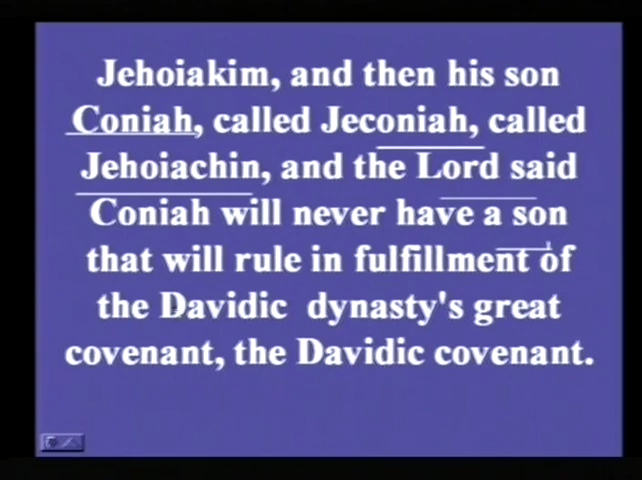 Jehoiakim, and then his son
Coniah, called Jeconiah, called
Jehoiachin, and the Lord said
Coniah will never have a son
that will rule in fulfillment of
the Davidic dynasty's great
covenant, the Davidic covenant.